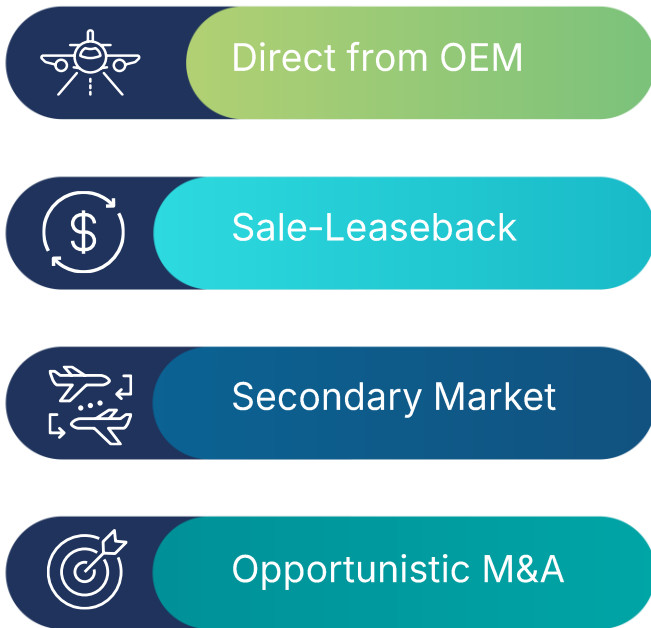 Direct from OEM
Sale-Leaseback
Secondary Market
Opportunistic M&A